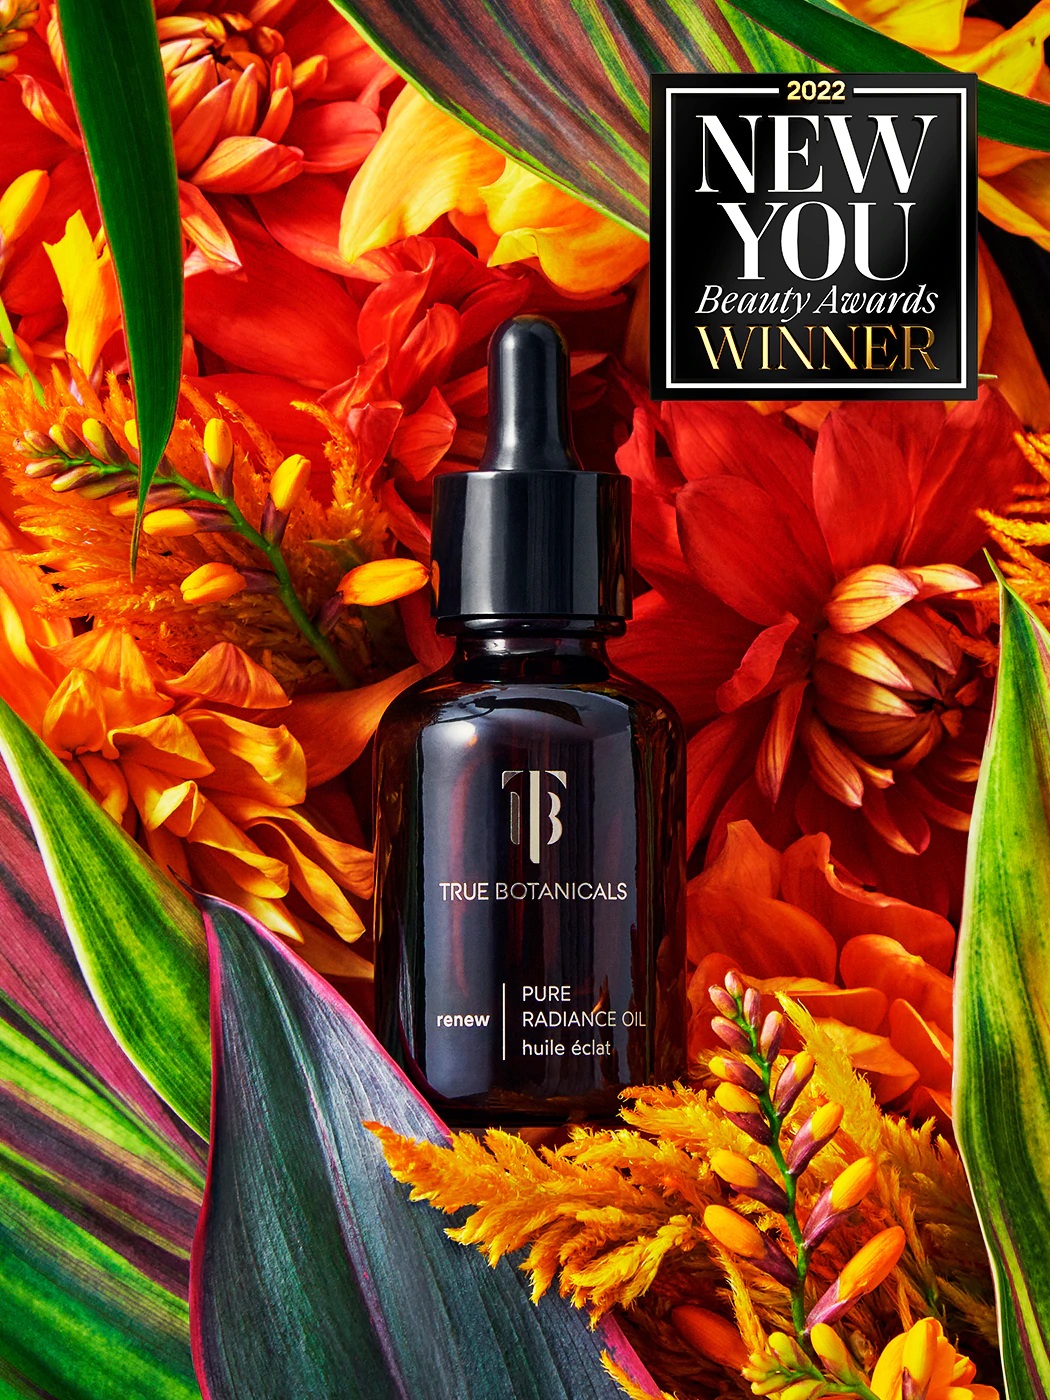 2022
NEW
YOU
Beauty Awards
WINNER
TB
TRUE BOTANICALS
renew
PURE
RADIANCE OIL
huile éclat